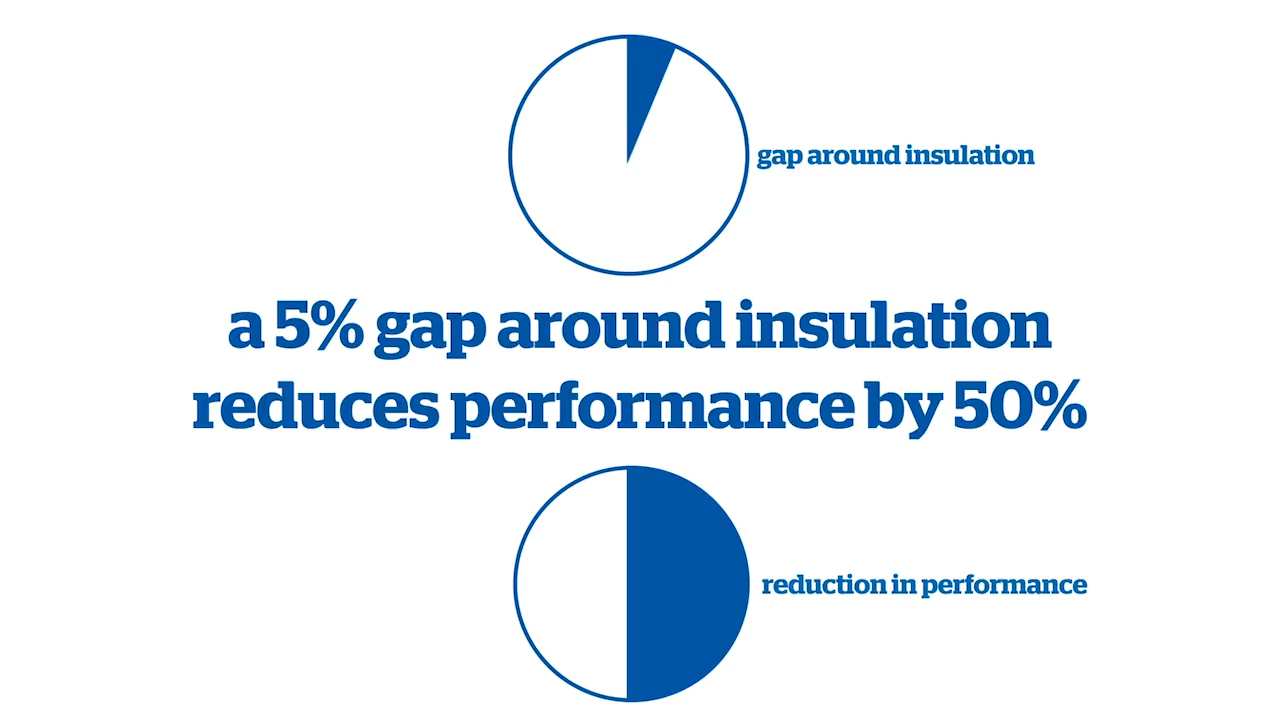 gap around insulation
a 5% gap around insulation
reduces performance by 50%
reduction in performance